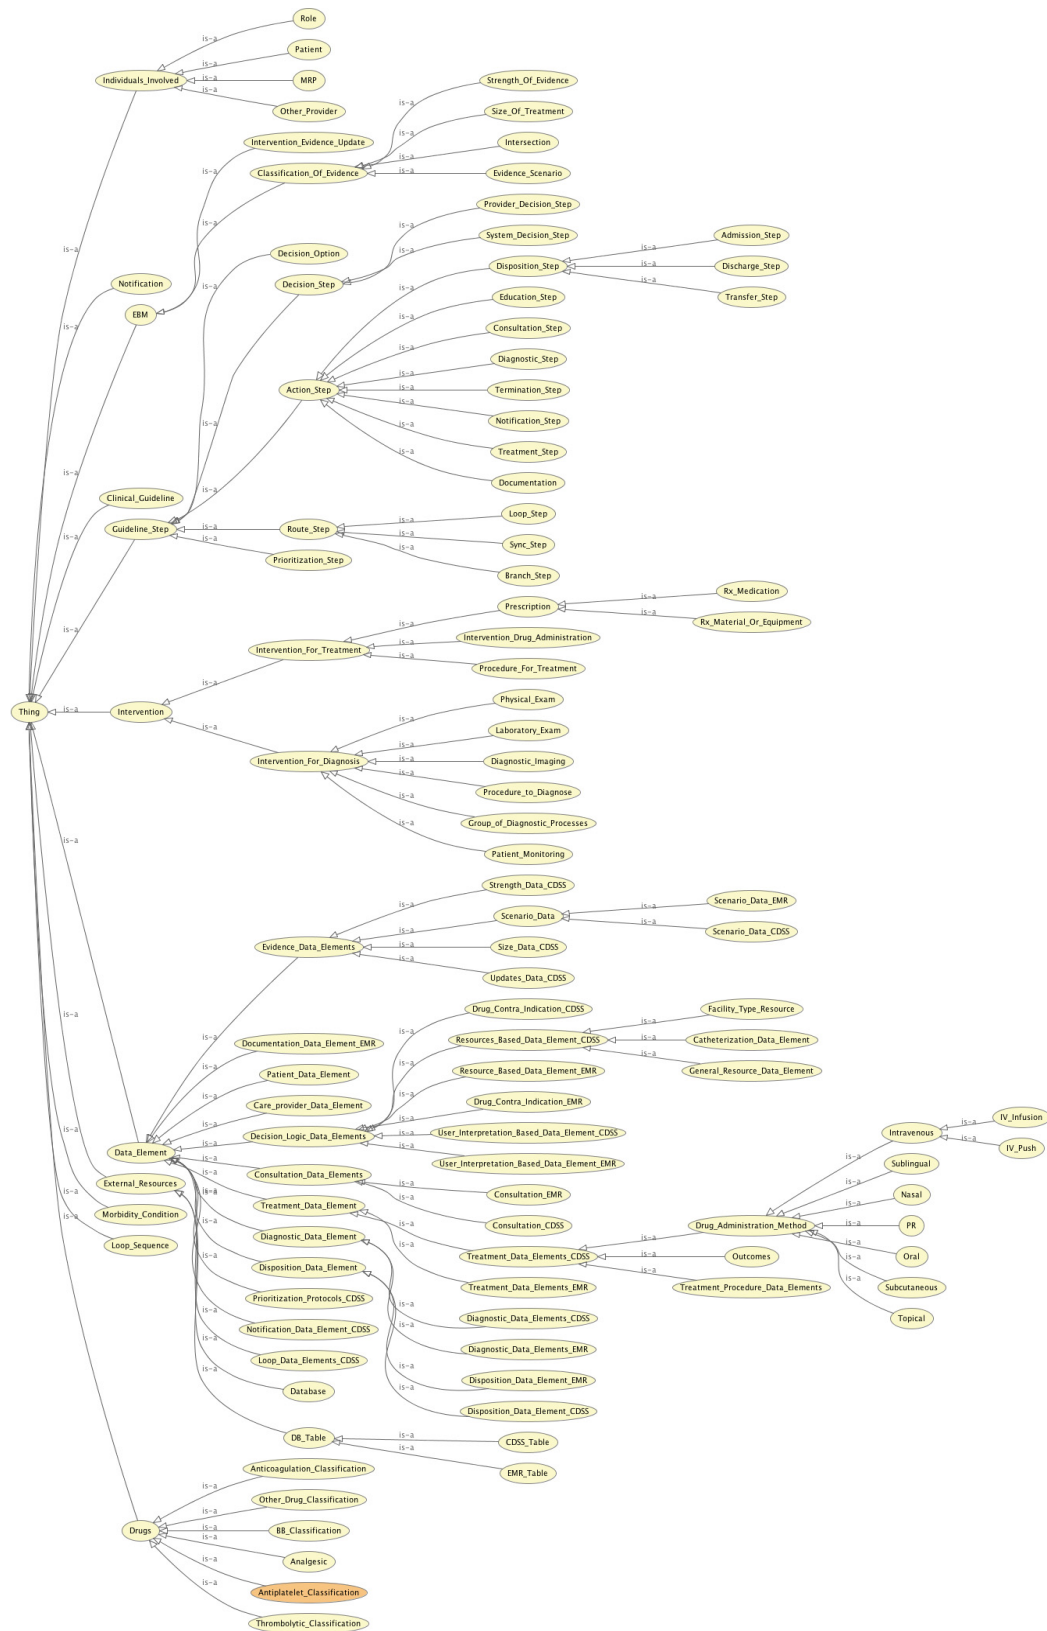 Role
Patient
Individuals_Involved
MRP
Other_Provider
Strength_Of_Evidence
Size_Of_Treatment
Intervention_Evidence_Update
Intersection
Classification_Of_Evidence
Evidence_Scenario
Provider_Decision_Step
System_Decision_Step
Admission_Step
Decision_Option
Disposition_Step
Discharge_Step
Notification
Decision_Step
Education_Step
Transfer_Step
EBM
Consultation_Step
Diagnostic_Step
Action_Step
Termination_Step
Notification_Step
Treatment_Step
Documentation
Clinical_Guideline
Loop_Step
Guideline_Step
Route_Step
Sync_Step
Prioritization_Step
Branch_Step
Rx_Medication
Prescription
Rx_Material_Or_Equipment
Intervention_Drug_Administration
Intervention_For_Treatment
Procedure_For_Treatment
Physical_Exam
Thing
is-a
Intervention
Laboratory_Exam
Intervention_For_Diagnosis
Diagnostic_Imaging
Procedure_to_Diagnose
Group_of_Diagnostic_Processes
Patient_Monitoring
Strength_Data_CDSS
Scenario_Data_EMR
Scenario_Data
Scenario_Data_CDSS
Evidence_Data_Elements
Size_Data_CDSS
Updates_Data_CDSS
Drug_Contra_Indication_CDSS
Facility_Type_Resource
Documentation_Data_Element_EMR
Resources_Based_Data_Element_CDSS
Catheterization_Data_Element
Patient_Data_Element
Resource_Based_Data_Element_EMR
General_Resource_Data_Element
Care_provider_Data_Element
Drug_Contra_Indication_EMR
IV_Infusion
Data_Element
Decision_Logic_Data_Elements
User_Interpretation_Based_Data_Element_CDSS
Intravenous
IV_Push
User_Interpretation_Based_Data_Element_EMR
Sublingual
External_Resources
Consultation_Data_Elements
Consultation_EMR
Nasal
Morbidity_Condition
Treatment_Data_Element
Consultation_CDSS
Drug_Administration_Method
PR
Loop_Sequence
Diagnostic_Data_Element
Treatment_Data_Elements_CDSS
Outcomes
Oral
Disposition_Data_Element
Treatment_Data_Elements_EMR
Treatment_Procedure_Data_Elements
Subcutaneous
Prioritization_Protocols_CDSS
Diagnostic_Data_Elements_CDSS
Topical
Notification_Data_Element_CDSS
Diagnostic_Data_Elements_EMR
Loop_Data_Elements_CDSS
Disposition_Data_Element_EMR
Database
Disposition_Data_Element_CDSS
DB_Table
CDSS_Table
EMR_Table
Anticoagulation_Classification
Other_Drug_Classification
Drugs
BB_Classification
Analgesic
Antiplatelet_Classification
Thrombolytic_Classification